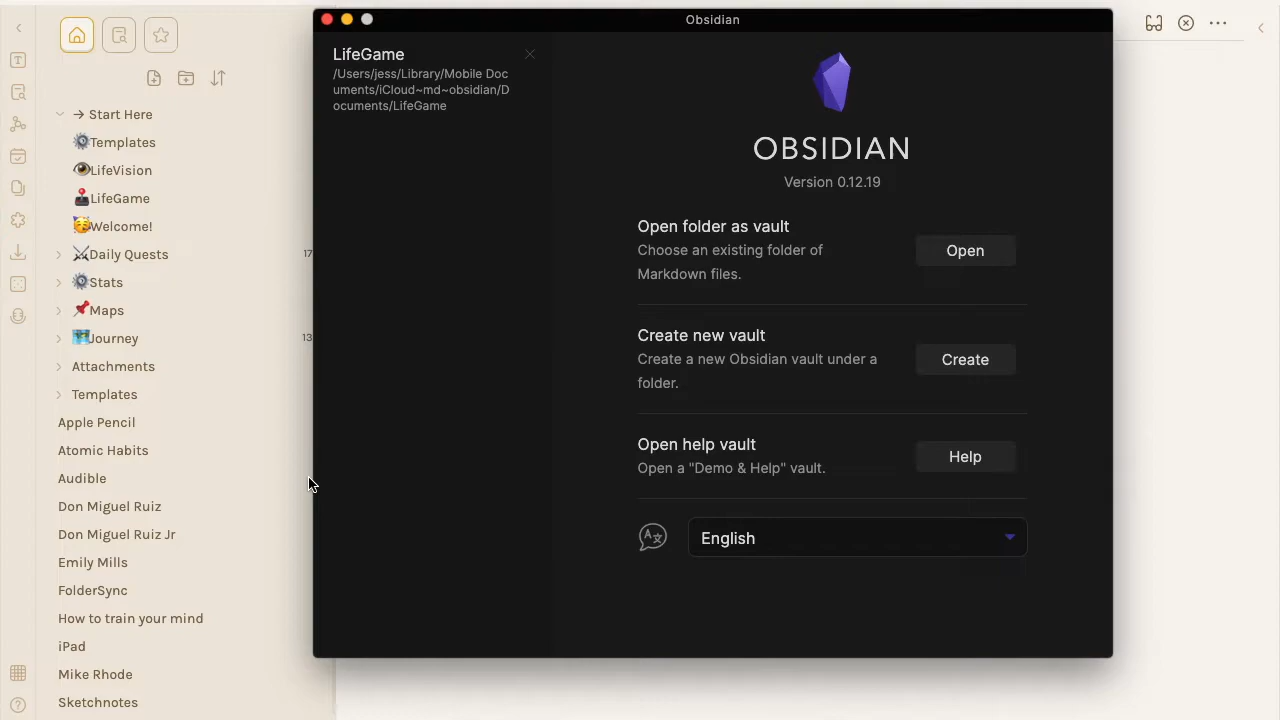 Obsidian
→ Start Here
Templates
LifeVision
LifeGame
Welcome!
Daily Quests
17
Stats
Maps
Journey
13
Attachments
Templates
Apple Pencil
Atomic Habits
Audible
Don Miguel Ruiz
Don Miguel Ruiz Jr
Emily Mills
FolderSync
How to train your mind
iPad
Mike Rhode
Sketchnotes
LifeGame
/Users/jess/Library/Mobile Doc
uments/iCloud~md~obsidian/D
ocuments/LifeGame
OBSIDIAN
Version 0.12.19
Open folder as vault
Choose an existing folder of
Markdown files.
Open
Create new vault
Create a new Obsidian vault under a
folder.
Create
Open help vault
Open a "Demo & Help" vault.
Help
English